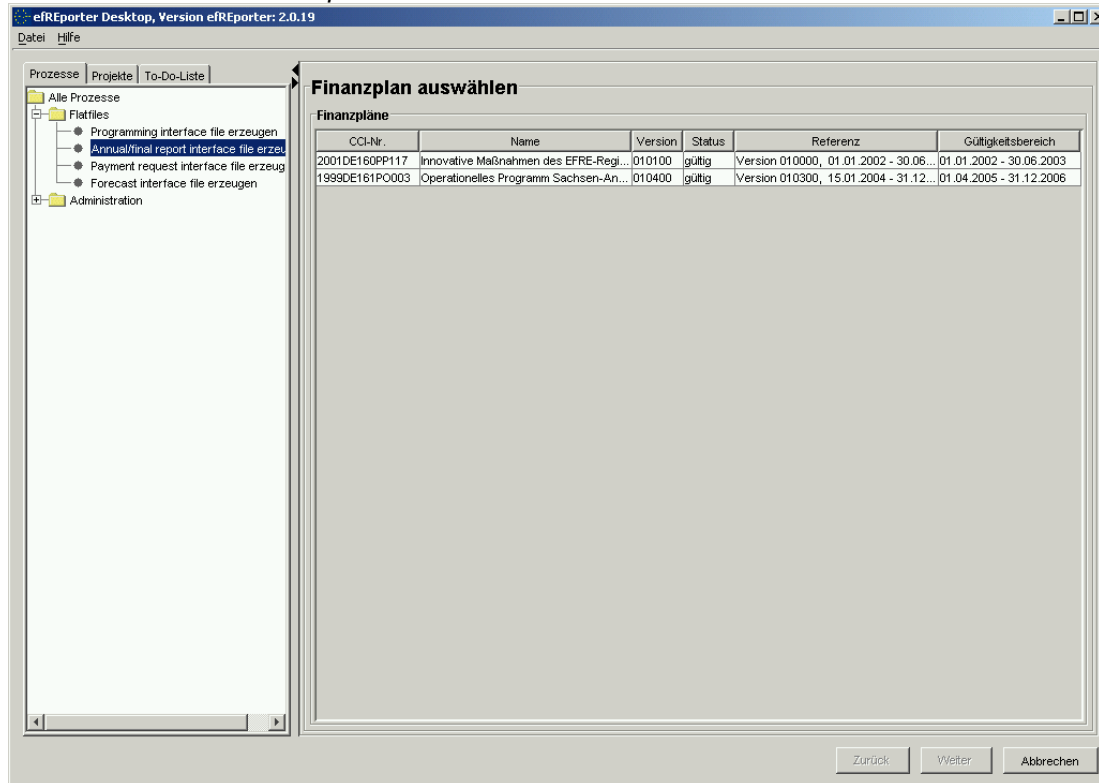 efREporter Desktop, Version efREporter: 2.0.19
Datei Hilfe
Prozesse Projekte To-Do-Liste
Alle Prozesse
Flatfiles
Programming interface file erzeugen
Annual/final report interface file erzeu
Payment request interface file erzeug
Forecast interface file erzeugen
Administration
Finanzplan auswählen
Finanzpläne
CCI-Nr. Name Version Status Referenz Gültigkeitsbereich
2001DE160PP117 Innovative Maßnahmen des EFRE-Regi... 010100 gültig Version 010000, 01.01.2002 - 30.06... 01.01.2002 - 30.06.2003
1999DE161PO003 Operationelles Programm Sachsen-An... 010400 gültig Version 010300, 15.01.2004 - 31.12... 01.04.2005 - 31.12.2006
Zurück Weiter Abbrechen